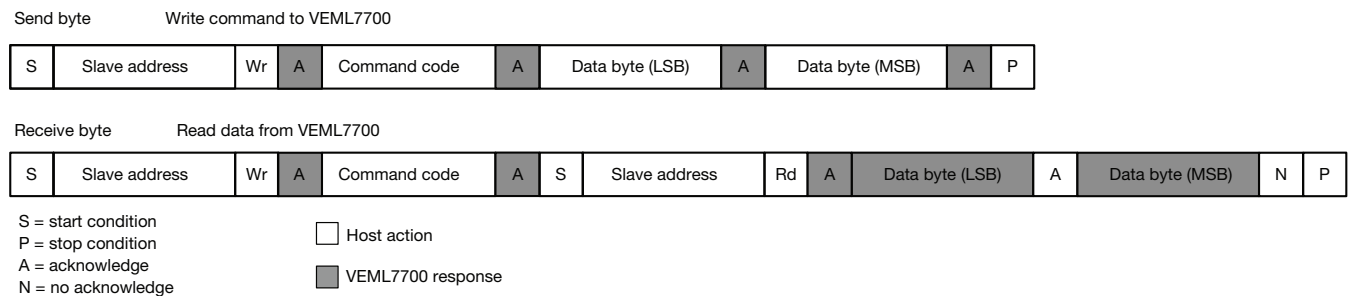 Send byte Write command to VEML7700
S Slave address Wr A Command code A Data byte (LSB) A Data byte (MSB) A P
Receive byte Read data from VEML7700
S Slave address Wr A Command code A S Slave address Rd A Data byte (LSB) A Data byte (MSB) N P
S = start condition
P = stop condition
A = acknowledge
N = no acknowledge
Host action
VEML7700 response